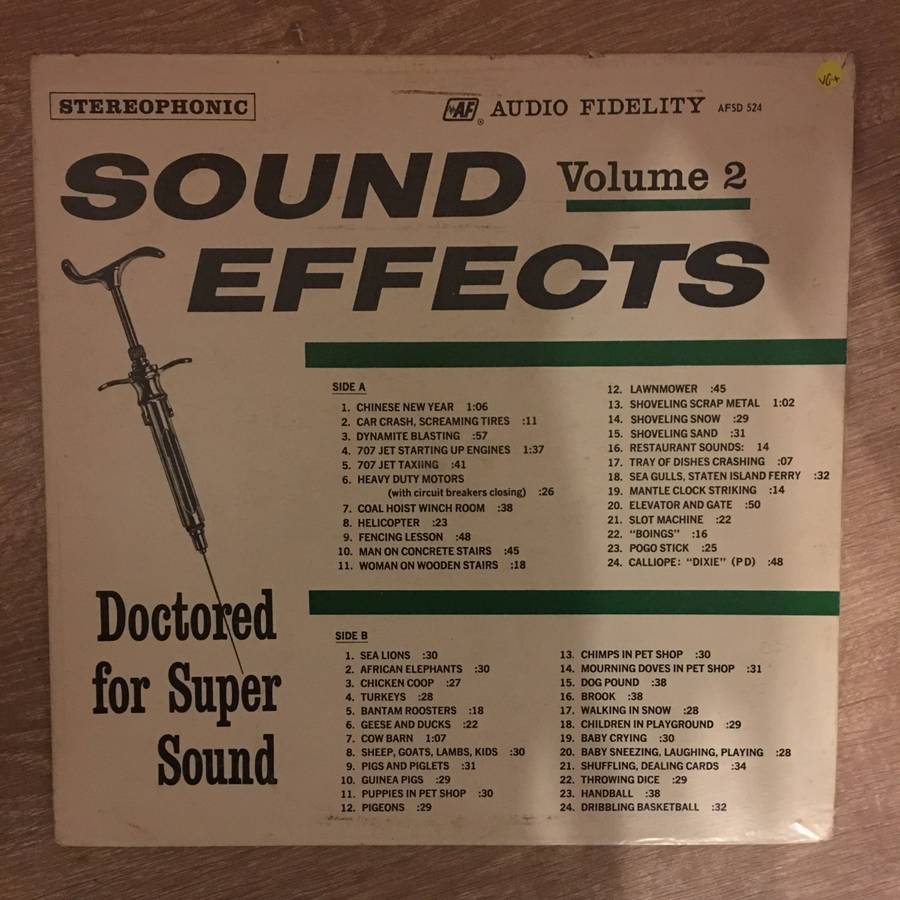 STEREOPHONIC
AF® AUDIO FIDELITY AFSD 524
VG+
SOUND
Volume 2
EFFECTS
SIDE A
1. CHINESE NEW YEAR 1:06
2. CAR CRASH, SCREAMING TIRES :11
3. DYNAMITE BLASTING :57
4. 707 JET STARTING UP ENGINES 1:37
5. 707 JET TAXIING :41
6. HEAVY DUTY MOTORS
(with circuit breakers closing) :26
7. COAL HOIST WINCH ROOM :38
8. HELICOPTER :23
9. FENCING LESSON :48
10. MAN ON CONCRETE STAIRS :45
11. WOMAN ON WOODEN STAIRS :18
12. LAWNMOWER :45
13. SHOVELING SCRAP METAL 1:02
14. SHOVELING SNOW :29
15. SHOVELING SAND :31
16. RESTAURANT SOUNDS: 14
17. TRAY OF DISHES CRASHING :07
18. SEA GULLS, STATEN ISLAND FERRY :32
19. MANTLE CLOCK STRIKING :14
20. ELEVATOR AND GATE :50
21. SLOT MACHINE :22
22. "BOINGS" :16
23. POGO STICK :25
24. CALLIOPE: "DIXIE" (PD) :48
Doctored
for Super
Sound
SIDE B
1. SEA LIONS :30
2. AFRICAN ELEPHANTS :30
3. CHICKEN COOP :27
4. TURKEYS :28
5. BANTAM ROOSTERS :18
6. GEESE AND DUCKS :22
7. COW BARN 1:07
8. SHEEP, GOATS, LAMBS, KIDS :30
9. PIGS AND PIGLETS :31
10. GUINEA PIGS :29
11. PUPPIES IN PET SHOP :30
12. PIGEONS :29
13. CHIMPS IN PET SHOP :30
14. MOURNING DOVES IN PET SHOP :31
15. DOG POUND :38
16. BROOK :38
17. WALKING IN SNOW :28
18. CHILDREN IN PLAYGROUND :29
19. BABY CRYING :30
20. BABY SNEEZING, LAUGHING, PLAYING :28
21. SHUFFLING, DEALING CARDS :34
22. THROWING DICE :29
23. HANDBALL :38
24. DRIBBLING BASKETBALL :32